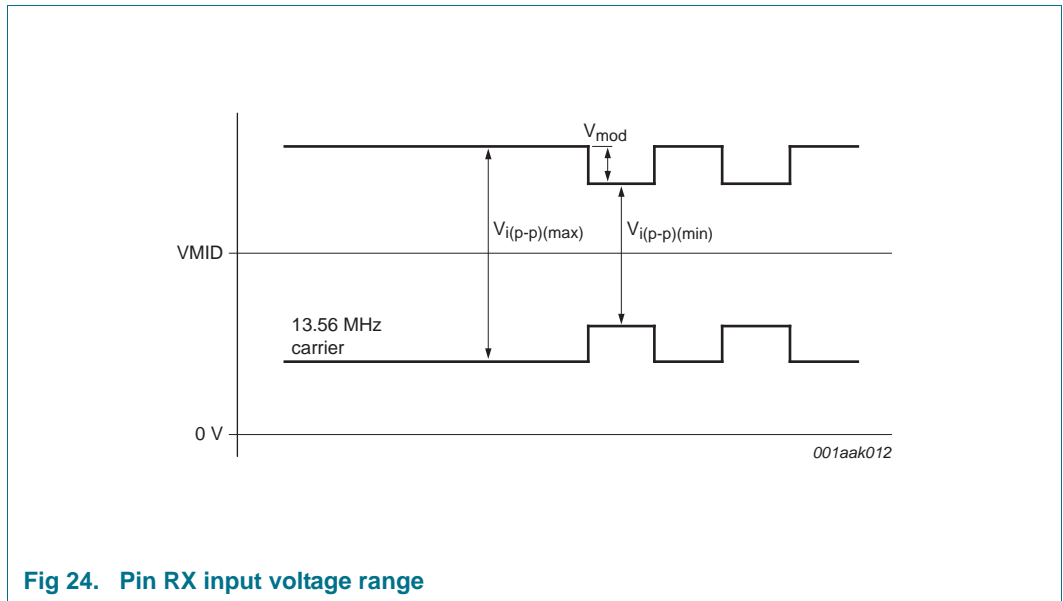 Vmod
Vi(p-p)(max)
Vi(p-p)(min)
VMID
13.56 MHz
carrier
0 V
001aak012
Fig 24. Pin RX input voltage range